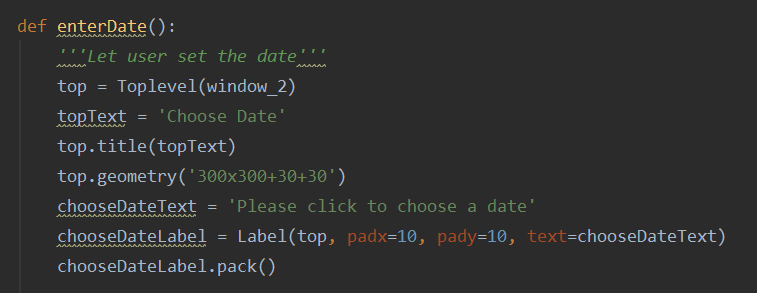 def enterDate():
    '''Let user set the date'''
    top = Toplevel(window_2)
    topText = 'Choose Date'
    top.title(topText)
    top.geometry('300x300+30+30')
    chooseDateText = 'Please click to choose a date'
    chooseDateLabel = Label(top, padx=10, pady=10, text=chooseDateText)
    chooseDateLabel.pack()